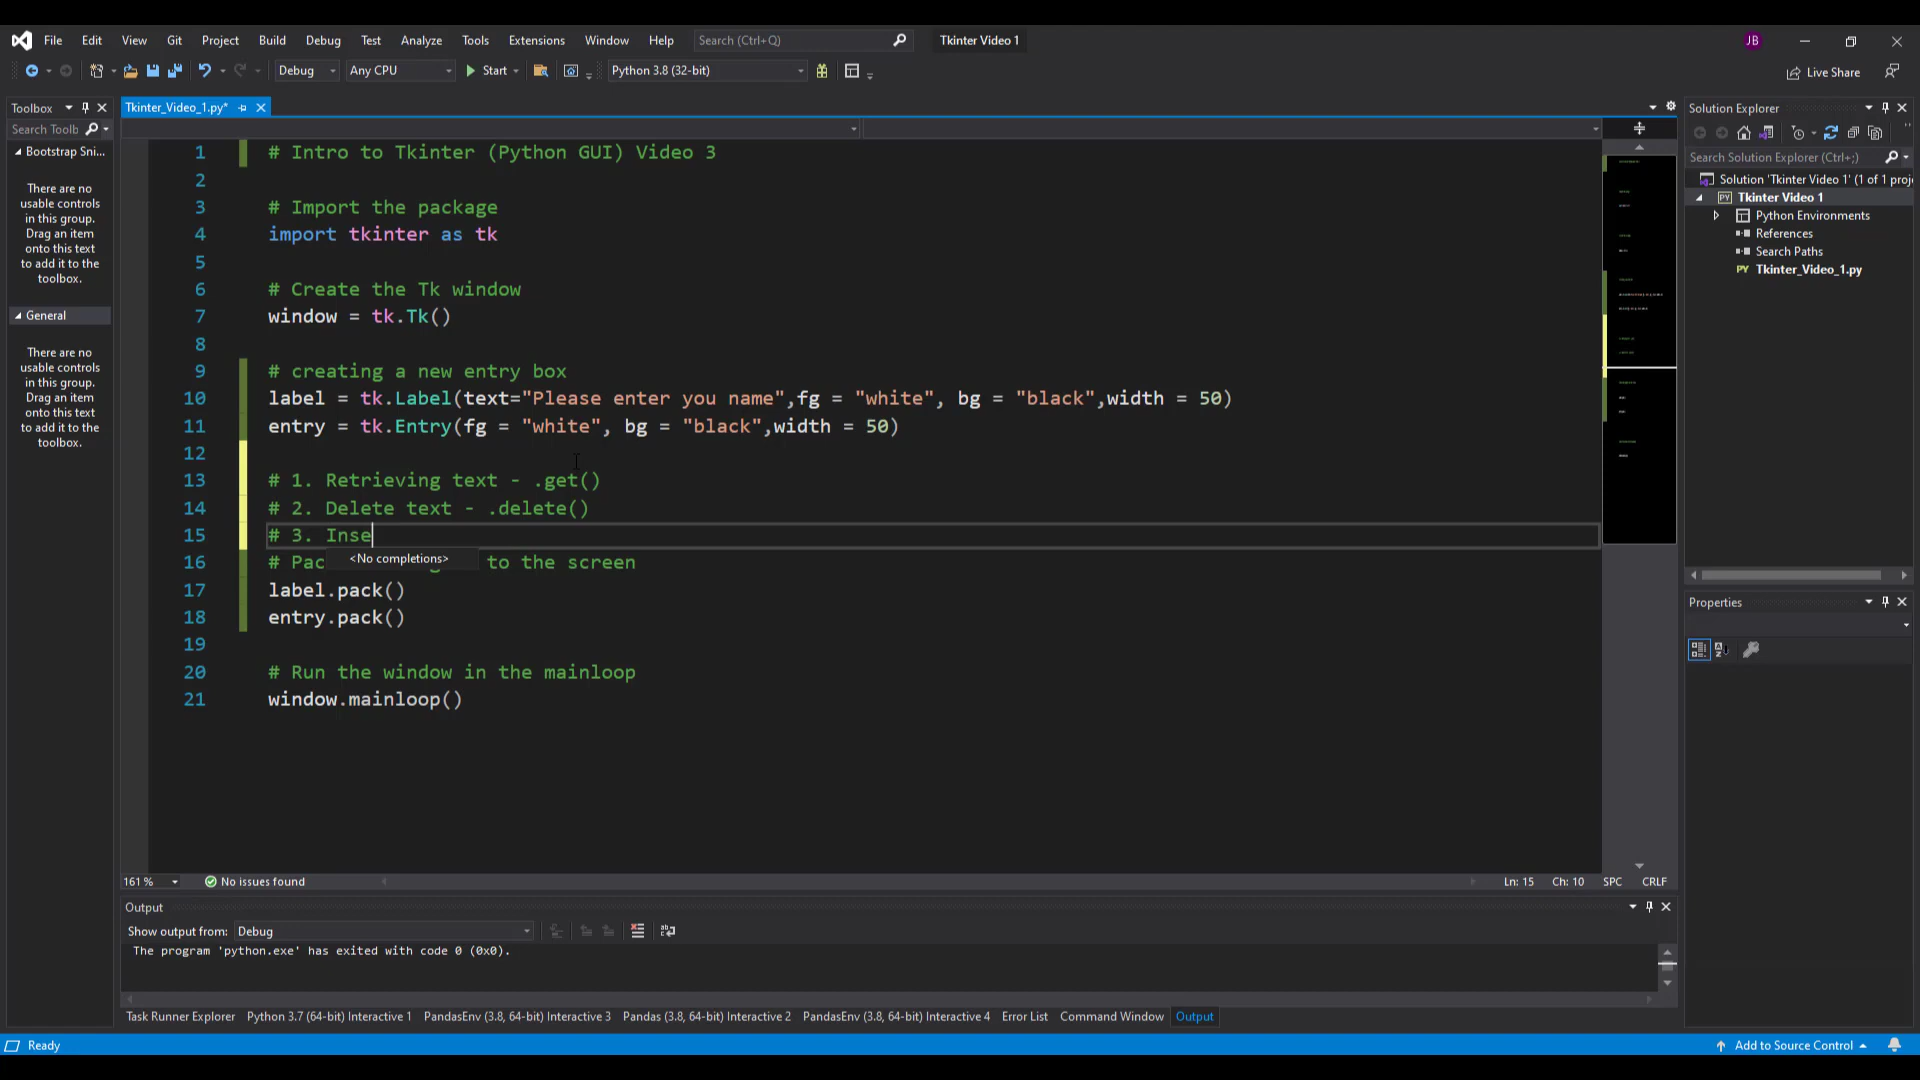 File Edit View Git Project Build Debug Test Analyze Tools Extensions Window Help Search (Ctrl+Q) Tkinter Video 1 JB
Debug Any CPU Start Python 3.8 (32-bit) Live Share
Toolbox
Search Toolb
Bootstrap Sni...
There are no
usable controls
in this group.
Drag an item
onto this text
to add it to the
toolbox.
General
There are no
usable controls
in this group.
Drag an item
onto this text
to add it to the
toolbox.
Tkinter_Video_1.py*
1 # Intro to Tkinter (Python GUI) Video 3
2
3 # Import the package
4 import tkinter as tk
5
6 # Create the Tk window
7 window = tk.Tk()
8
9 # creating a new entry box
10 label = tk.Label(text="Please enter you name",fg = "white", bg = "black",width = 50)
11 entry = tk.Entry(fg = "white", bg = "black",width = 50)
12
13 # 1. Retrieving text - .get()
14 # 2. Delete text - .delete()
15 # 3. Inse
<No completions>
16 # Pac to the screen
17 label.pack()
18 entry.pack()
19
20 # Run the window in the mainloop
21 window.mainloop()
161 % No issues found Ln: 15 Ch: 10 SPC CRLF
Output
Show output from: Debug
The program 'python.exe' has exited with code 0 (0x0).
Task Runner Explorer Python 3.7 (64-bit) Interactive 1 PandasEnv (3.8, 64-bit) Interactive 3 Pandas (3.8, 64-bit) Interactive 2 PandasEnv (3.8, 64-bit) Interactive 4 Error List Command Window Output
Solution Explorer
Search Solution Explorer (Ctrl+;)
Solution 'Tkinter Video 1' (1 of 1 proj
Tkinter Video 1
Python Environments
References
Search Paths
PY Tkinter_Video_1.py
Properties
Ready Add to Source Control